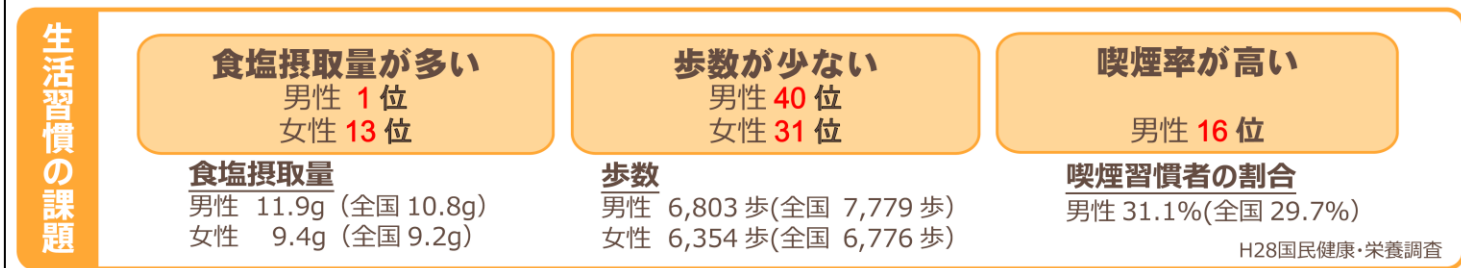 生活習慣の課題
食塩摂取量が多い
男性 1 位
女性 13 位
食塩摂取量
男性 11.9g（全国 10.8g）
女性 9.4g（全国 9.2g）
歩数が少ない
男性 40 位
女性 31 位
歩数
男性 6,803 歩(全国 7,779 歩）
女性 6,354 歩(全国 6,776 歩）
喫煙率が高い
男性 16 位
喫煙習慣者の割合
男性 31.1%(全国 29.7%）
H28国民健康・栄養調査